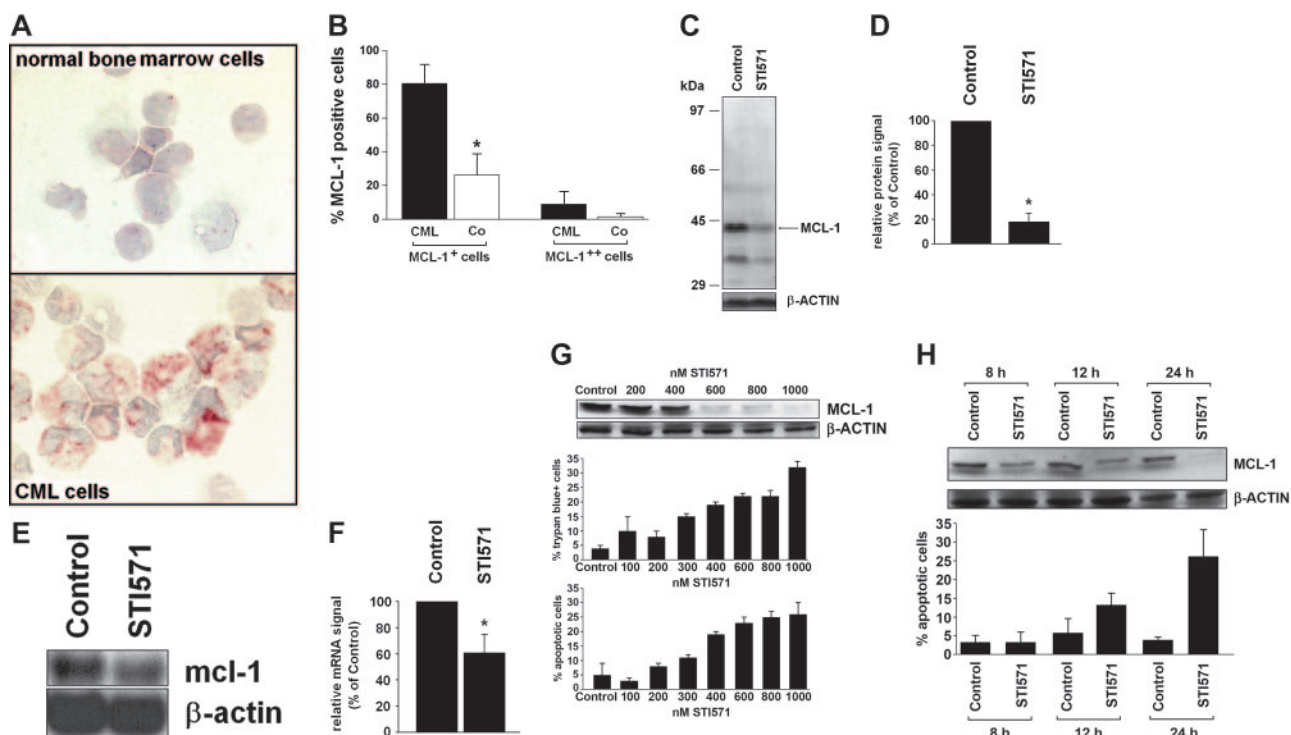 A
normal bone marrow cells
CML cells
B
% MCL-1 positive cells
100
80
60
40
20
0
*
CML Co CML Co
MCL-1+ cells MCL-1++ cells
C
Control STI571
kDa
97
66
45
29
MCL-1
β-ACTIN
D
Control STI571
relative protein signal
(% of Control)
100
80
60
40
20
0
*
E
Control STI571
mcl-1
β-actin
F
Control STI571
relative mRNA signal
(% of Control)
100
80
60
40
20
0
*
G
nM STI571
Control 200 400 600 800 1000
MCL-1
β-ACTIN
% trypan blue+ cells
35
30
25
20
15
10
5
0
Control 100 200 300 400 600 800 1000
nM STI571
% apoptotic cells
35
30
25
20
15
10
5
0
Control 100 200 300 400 600 800 1000
nM STI571
H
8 h 12 h 24 h
Control STI571 Control STI571 Control STI571
MCL-1
β-ACTIN
% apoptotic cells
35
30
25
20
15
10
5
0
Control STI571 Control STI571 Control STI571
8 h 12 h 24 h